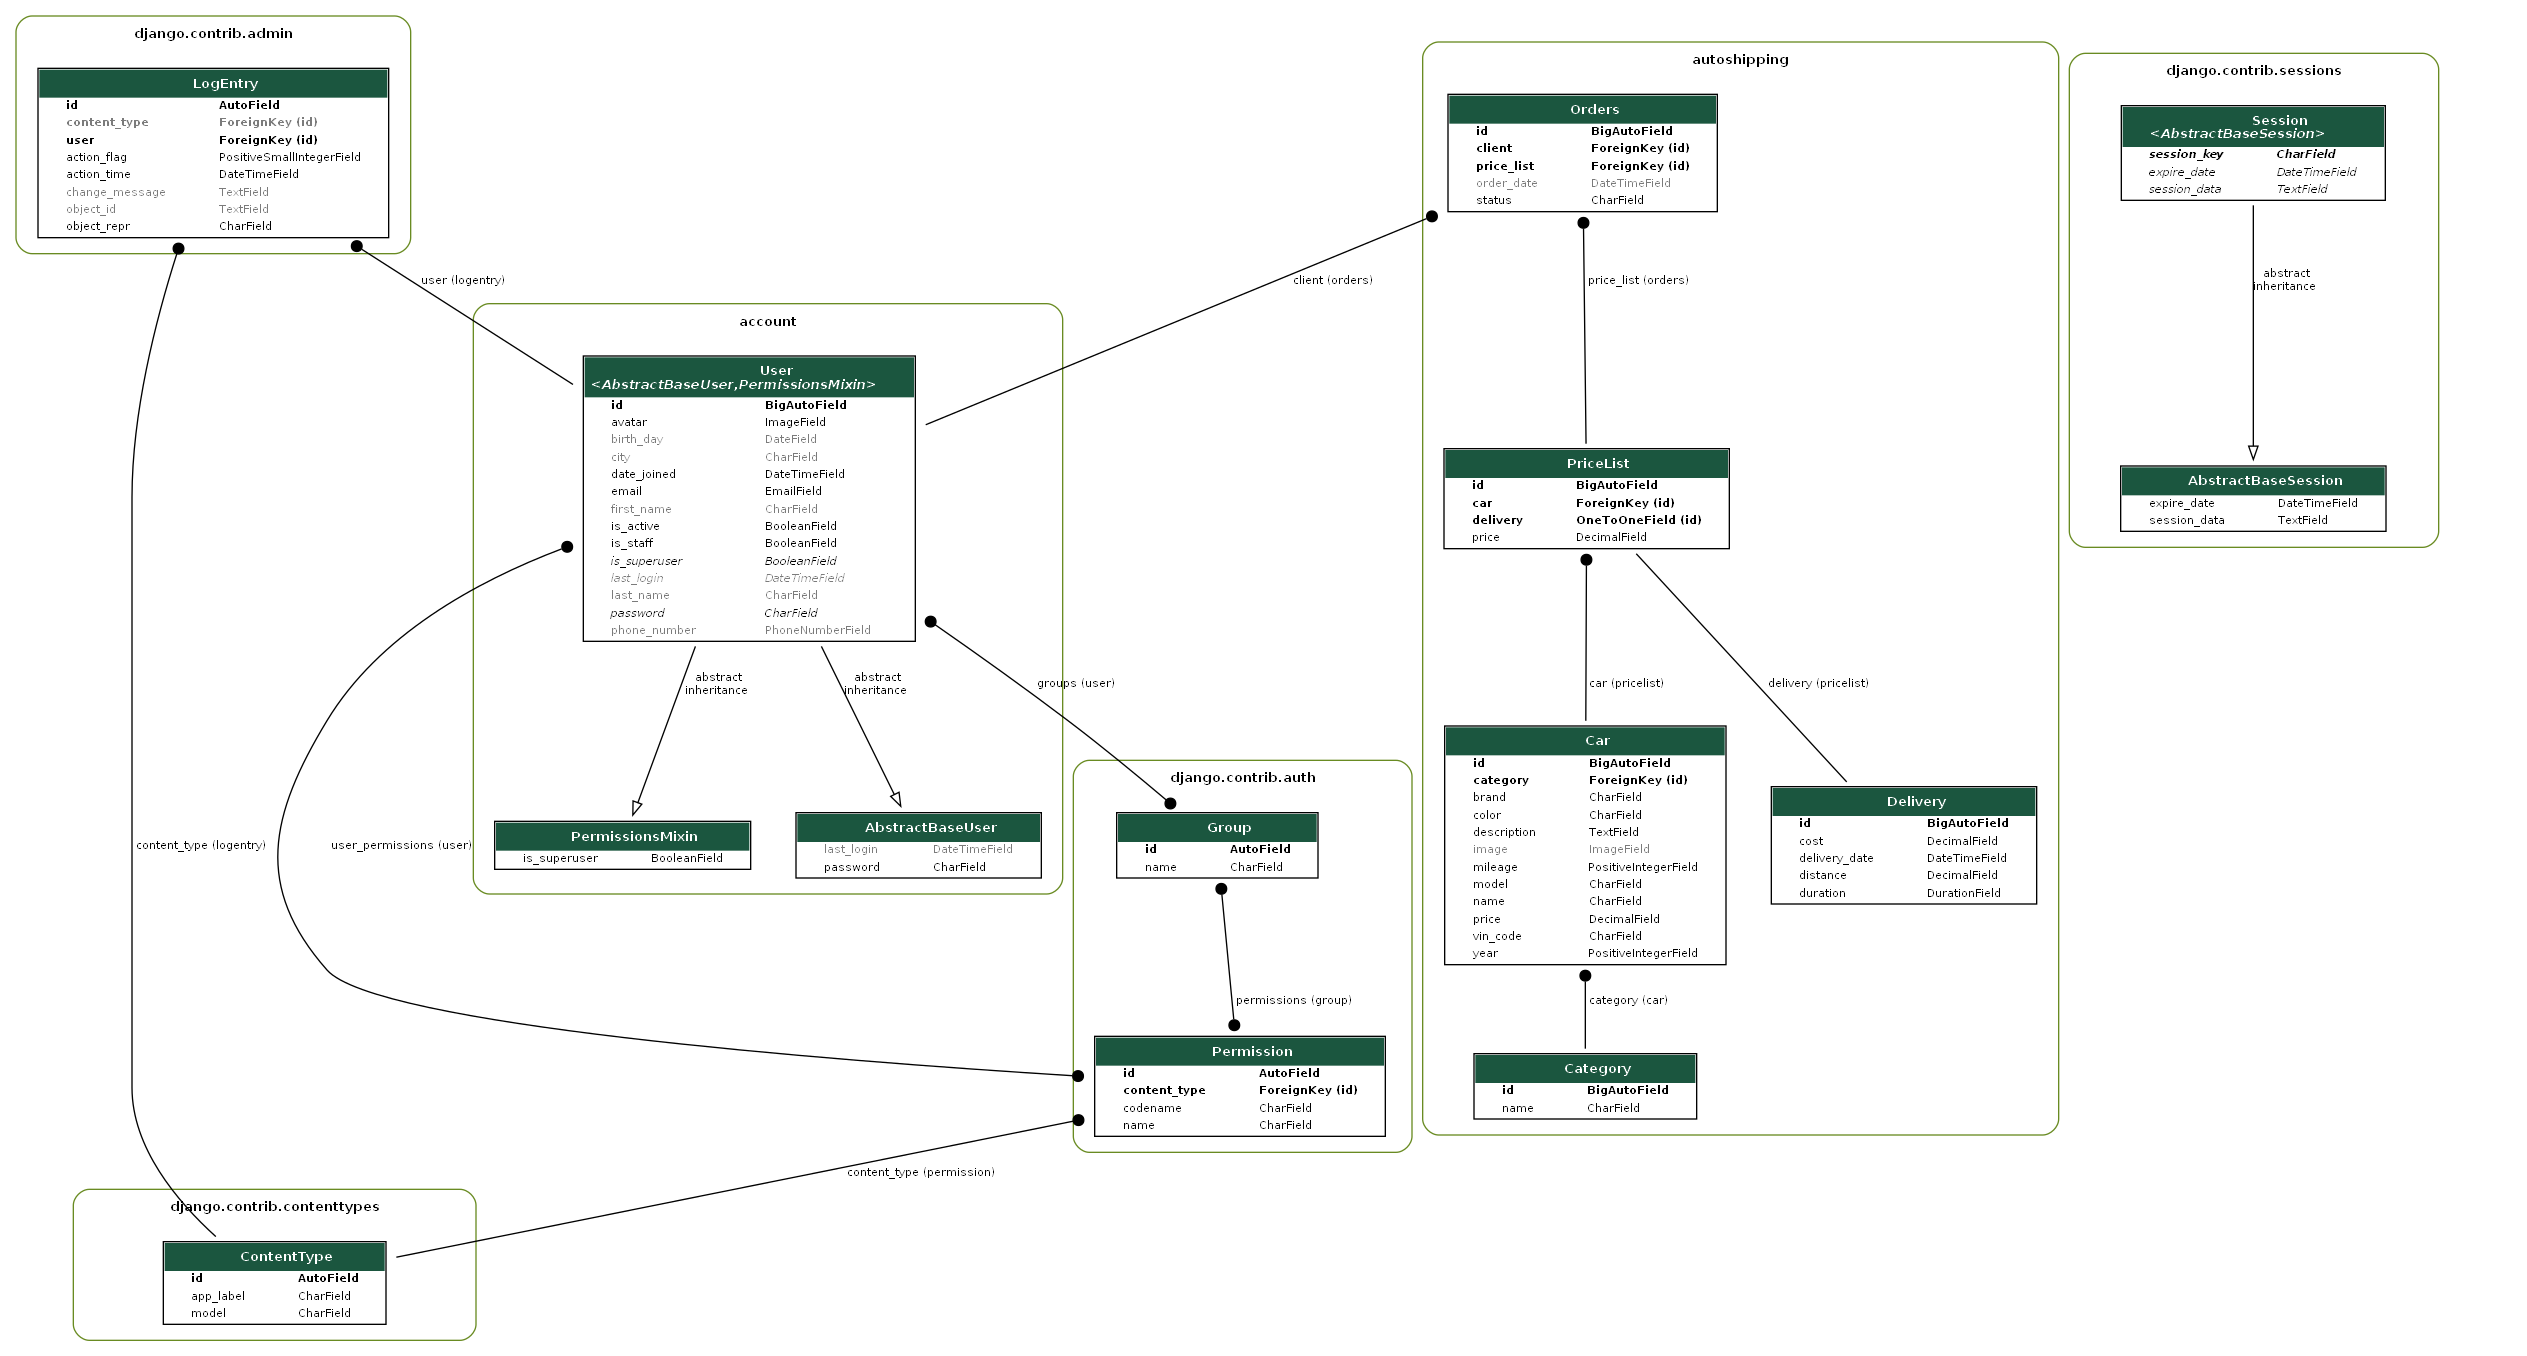 django.contrib.admin
LogEntry
id AutoField
content_type ForeignKey (id)
user ForeignKey (id)
action_flag PositiveSmallIntegerField
action_time DateTimeField
change_message TextField
object_id TextField
object_repr CharField
user (logentry)
content_type (logentry)
account
User
<AbstractBaseUser,PermissionsMixin>
id BigAutoField
avatar ImageField
birth_day DateField
city CharField
date_joined DateTimeField
email EmailField
first_name CharField
is_active BooleanField
is_staff BooleanField
is_superuser BooleanField
last_login DateTimeField
last_name CharField
password CharField
phone_number PhoneNumberField
abstract
inheritance
abstract
inheritance
groups (user)
user_permissions (user)
PermissionsMixin
is_superuser BooleanField
AbstractBaseUser
last_login DateTimeField
password CharField
django.contrib.auth
Group
id AutoField
name CharField
permissions (group)
Permission
id AutoField
content_type ForeignKey (id)
codename CharField
name CharField
content_type (permission)
django.contrib.contenttypes
ContentType
id AutoField
app_label CharField
model CharField
autoshipping
Orders
id BigAutoField
client ForeignKey (id)
price_list ForeignKey (id)
order_date DateTimeField
status CharField
client (orders)
price_list (orders)
PriceList
id BigAutoField
car ForeignKey (id)
delivery OneToOneField (id)
price DecimalField
car (pricelist)
delivery (pricelist)
Car
id BigAutoField
category ForeignKey (id)
brand CharField
color CharField
description TextField
image ImageField
mileage PositiveIntegerField
model CharField
name CharField
price DecimalField
vin_code CharField
year PositiveIntegerField
Delivery
id BigAutoField
cost DecimalField
delivery_date DateTimeField
distance DecimalField
duration DurationField
category (car)
Category
id BigAutoField
name CharField
django.contrib.sessions
Session
<AbstractBaseSession>
session_key CharField
expire_date DateTimeField
session_data TextField
abstract
inheritance
AbstractBaseSession
expire_date DateTimeField
session_data TextField